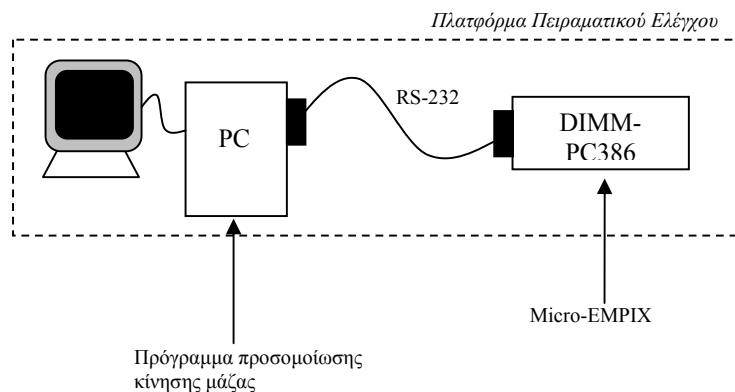 Πλατφόρμα Πειραματικού Ελέγχου
RS-232
PC
DIMM-
PC386
Micro-EMPIX
Πρόγραμμα προσομοίωσης
κίνησης μάζας